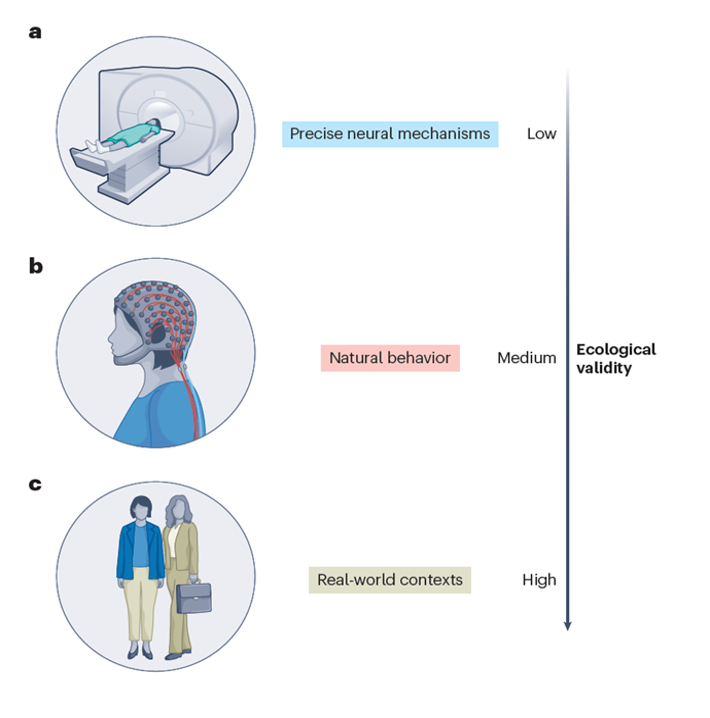 a
Precise neural mechanisms
Low
b
Natural behavior
Medium
Ecological
validity
c
Real-world contexts
High